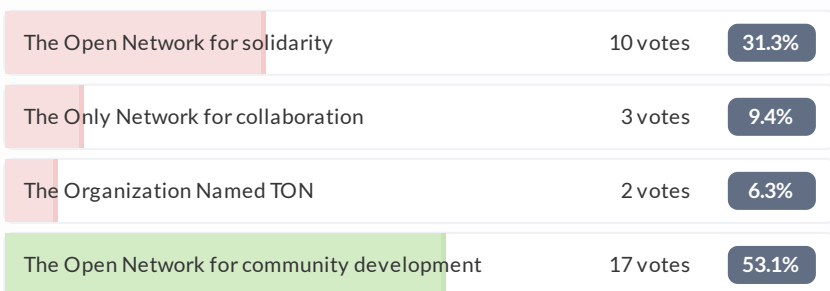 The Open Network for solidarity 10 votes 31.3%
The Only Network for collaboration 3 votes 9.4%
The Organization Named TON 2 votes 6.3%
The Open Network for community development 17 votes 53.1%